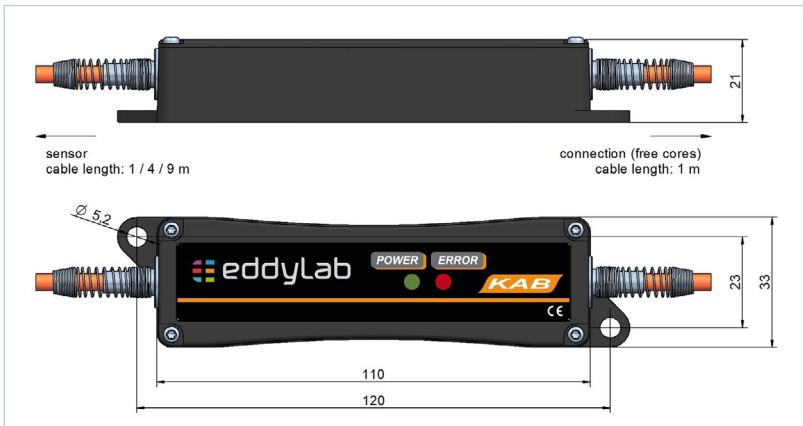 21
sensor
cable length: 1 / 4 / 9 m
connection (free cores)
cable length: 1 m
Ø 5,2
eddyLab
POWER ERROR
KAB
CE
23
33
110
120